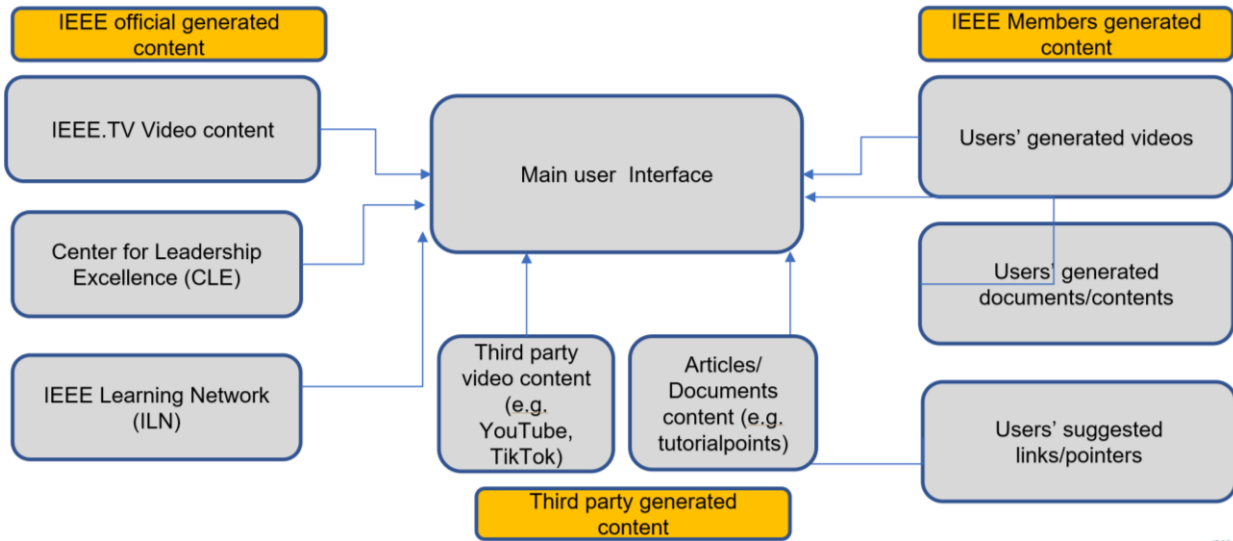 IEEE official generated
content
IEEE.TV Video content
Center for Leadership
Excellence (CLE)
IEEE Learning Network
(ILN)
Main user Interface
Third party
video content
(e.g.
YouTube,
TikTok)
Articles/
Documents
content (e.g.
tutorialpoints)
Third party generated
content
IEEE Members generated
content
Users’ generated videos
Users’ generated
documents/contents
Users’ suggested
links/pointers